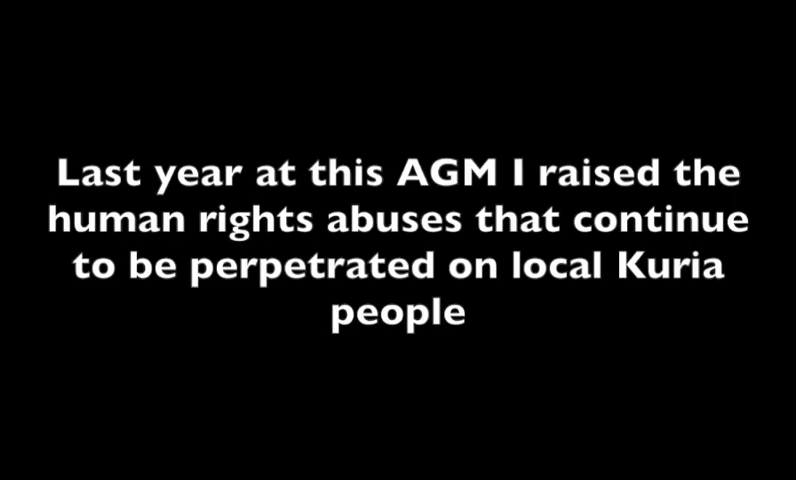 Last year at this AGM I raised the
human rights abuses that continue
to be perpetrated on local Kuria
people